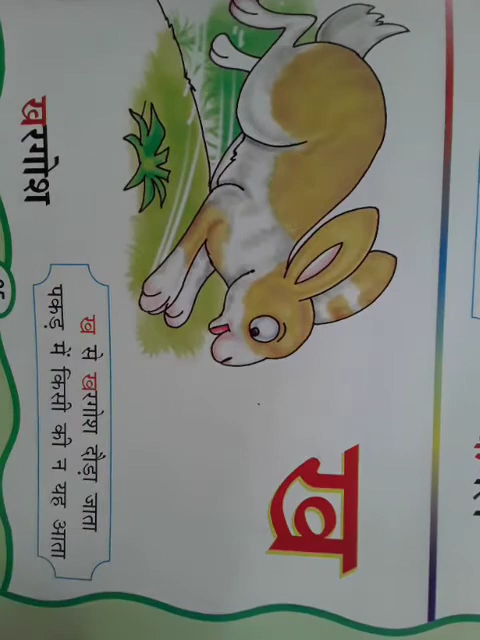 ख
खरगोश
ख से खरगोश दौड़ा जाता
पकड़ में किसी की न यह आता